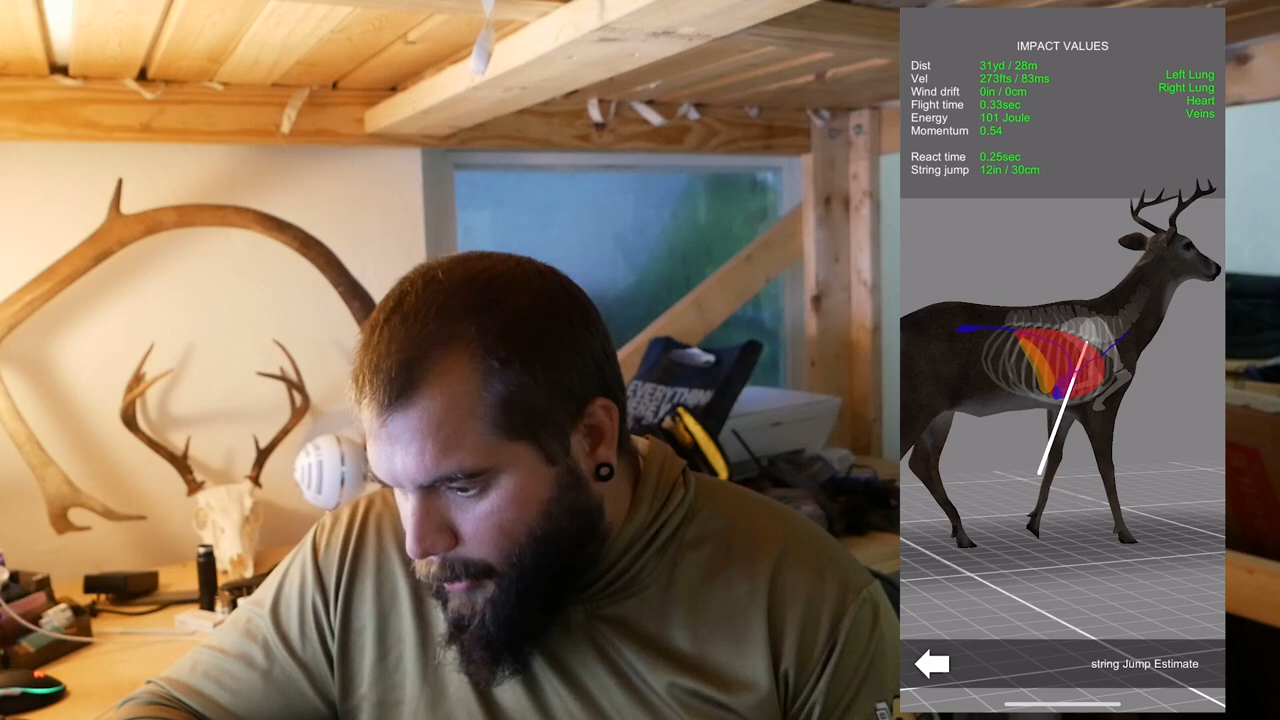 IMPACT VALUES
Dist 31yd / 28m
Vel 273fts / 83ms
Wind drift 0in / 0cm
Flight time 0.33sec
Energy 101 Joule
Momentum 0.54
React time 0.25sec
String jump 12in / 30cm
Left Lung
Right Lung
Heart
Veins
EVERYTHING
string Jump Estimate